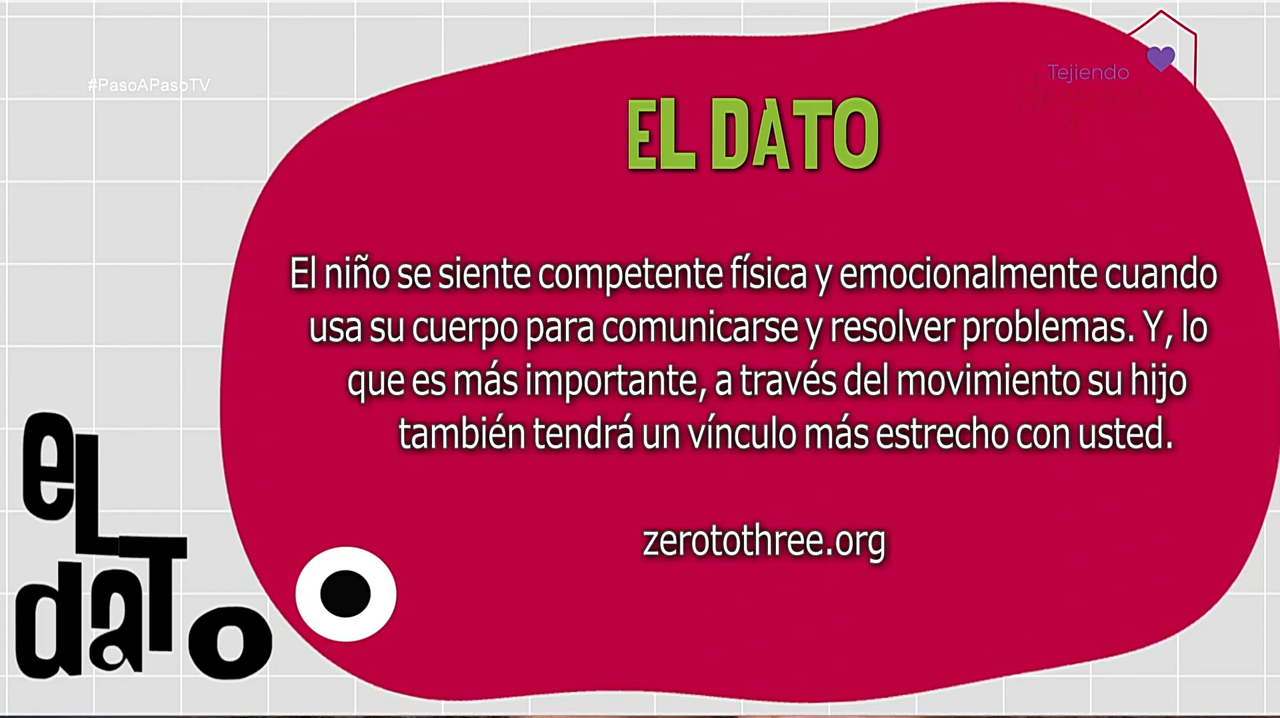 #PasoAPasoTV
Tejiendo
EL DATO
El niño se siente competente física y emocionalmente cuando
usa su cuerpo para comunicarse y resolver problemas. Y, lo
que es más importante, a través del movimiento su hijo
también tendrá un vínculo más estrecho con usted.
zerotothree.org
eL
daTo